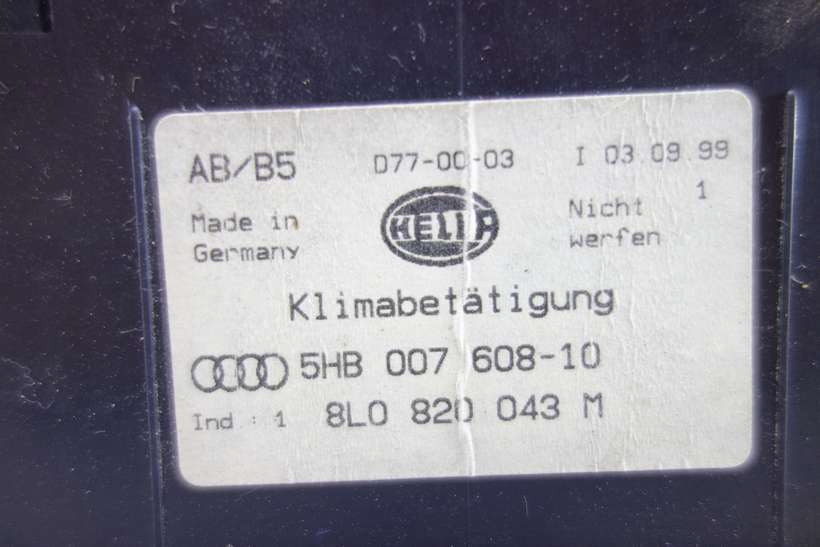 AB/B5 D77-00-03 I 03.09.99
1
Made in Germany
HELLA
Nicht werfen
Klimabetätigung
5HB 007 608-10
Ind : 1 8L0 820 043 M